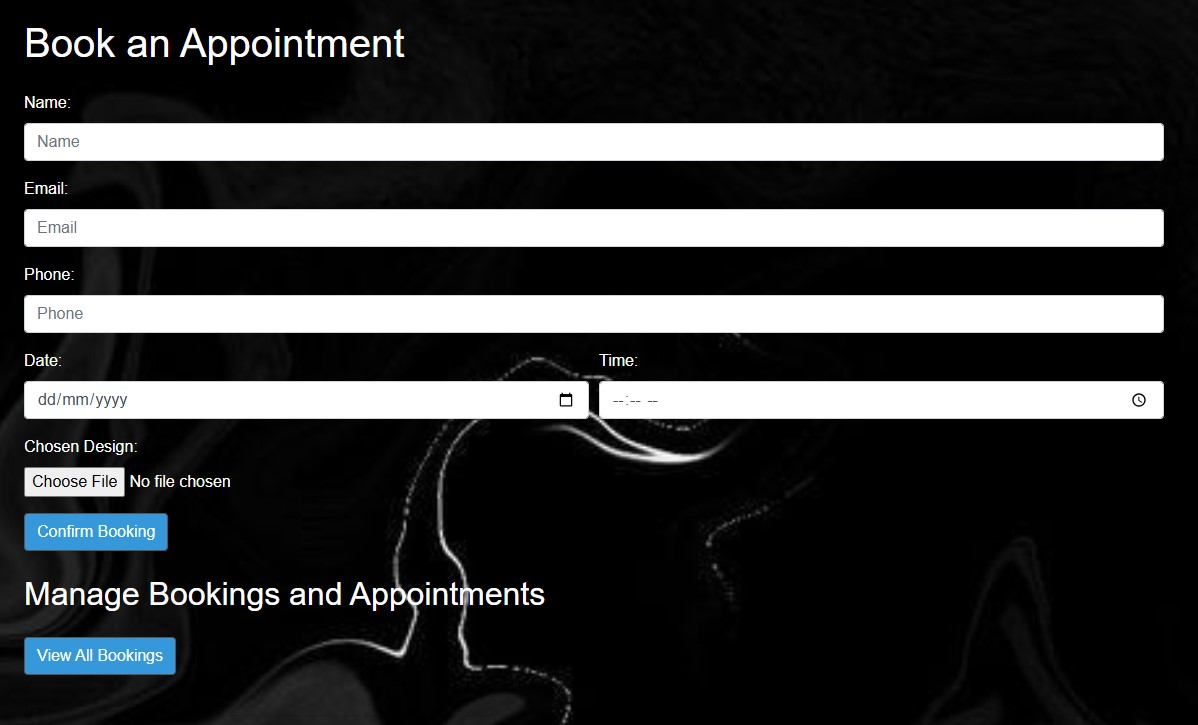 Book an Appointment
Name:
Name
Email:
Email
Phone:
Phone
Date: Time:
dd/mm/yyyy --:-- --
Chosen Design:
Choose File No file chosen
Confirm Booking
Manage Bookings and Appointments
View All Bookings